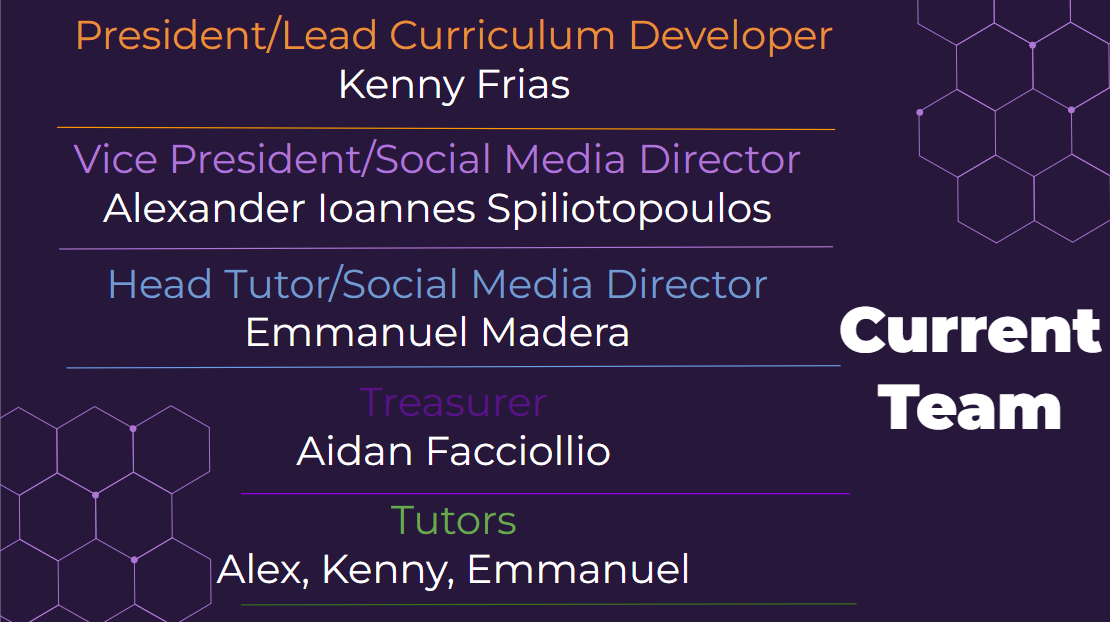 President/Lead Curriculum Developer
Kenny Frias
Vice President/Social Media Director
Alexander Ioannes Spiliotopoulos
Head Tutor/Social Media Director
Emmanuel Madera
Treasurer
Aidan Facciollio
Tutors
Alex, Kenny, Emmanuel
Current
Team